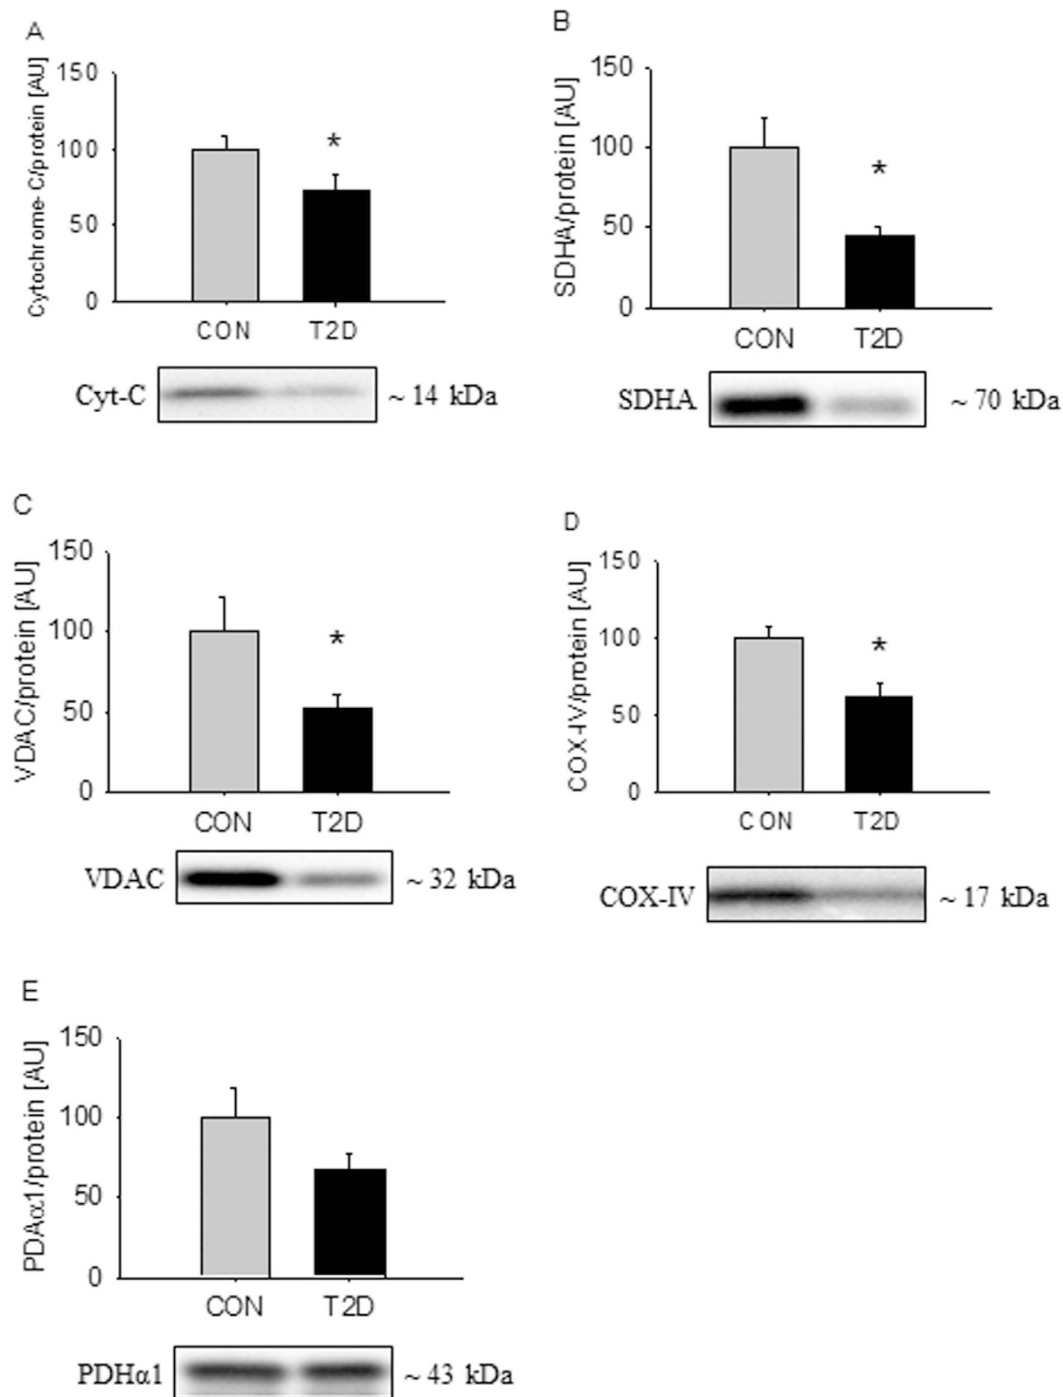 A
Cytochrome- C/protein [AU]
150
100
50
0
*
CON T2D
Cyt-C ~ 14 kDa
B
SDHA/protein [AU]
150
100
50
0
*
CON T2D
SDHA ~ 70 kDa
C
VDAC/protein [AU]
150
100
50
0
*
CON T2D
VDAC ~ 32 kDa
D
COX-IV/protein [AU]
150
100
50
0
*
CON T2D
COX-IV ~ 17 kDa
E
PDAα1/protein [AU]
150
100
50
0
CON T2D
PDHα1 ~ 43 kDa